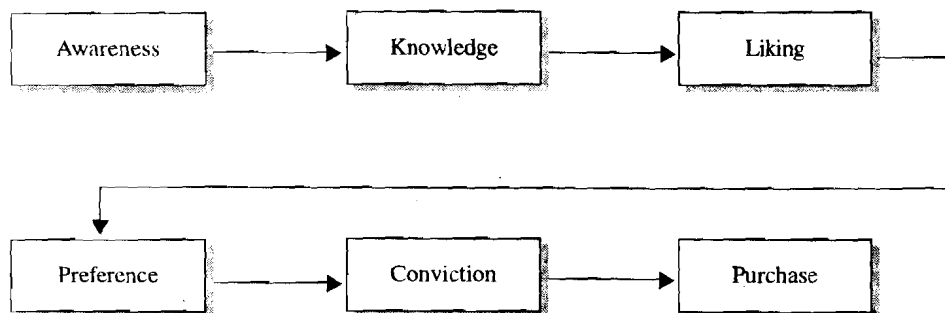 Awareness
Knowledge
Liking
Preference
Conviction
Purchase